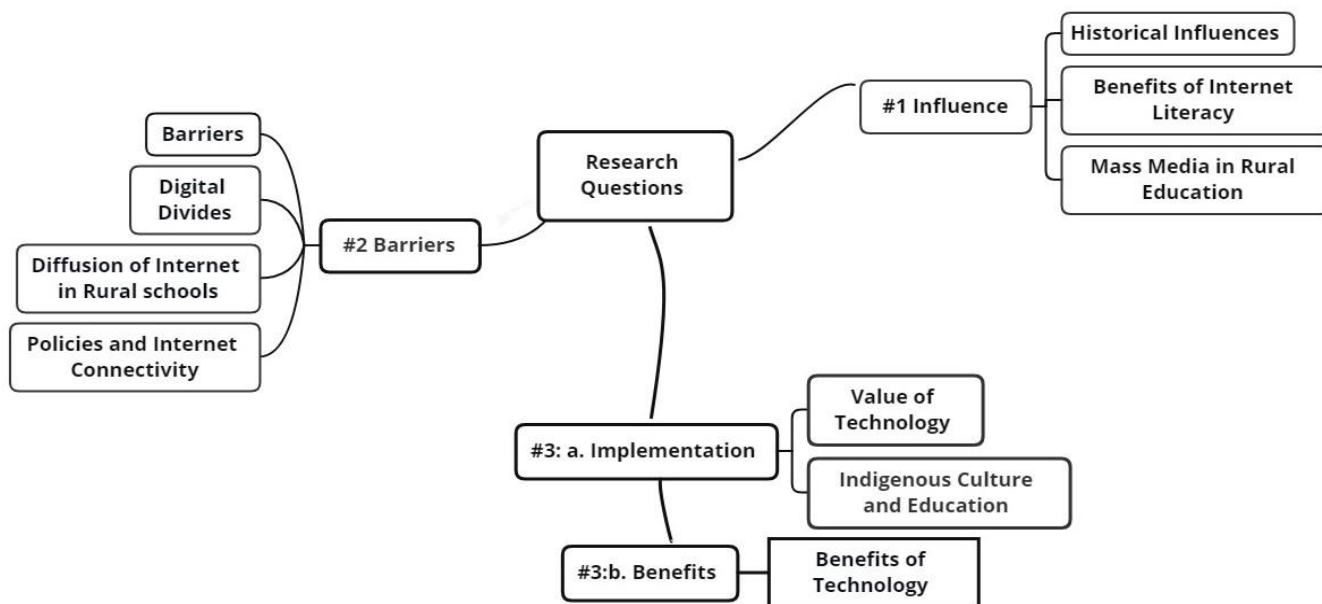 Historical Influences
#1 Influence
Benefits of Internet
Literacy
Mass Media in Rural
Education
Research
Questions
#2 Barriers
Barriers
Digital
Divides
Diffusion of Internet
in Rural schools
Policies and Internet
Connectivity
#3: a. Implementation
Value of
Technology
Indigenous Culture
and Education
#3:b. Benefits
Benefits of
Technology